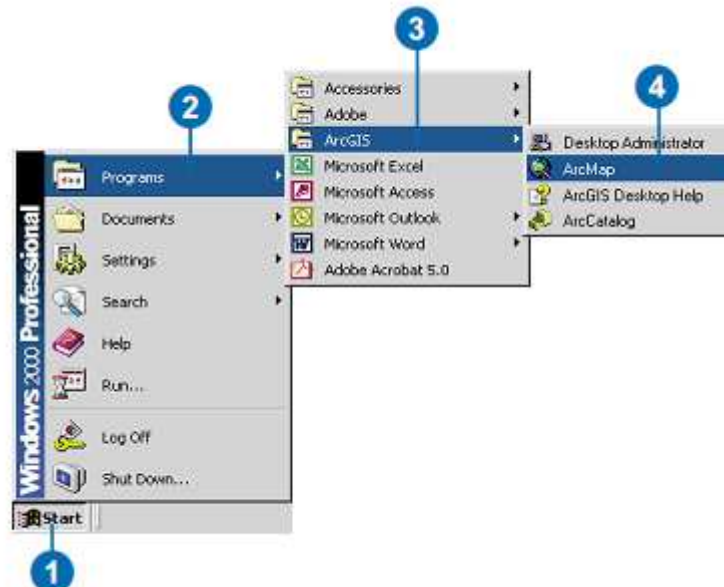 3
2
4
Accessories
Adobe
ArcGIS
Microsoft Excel
Microsoft Access
Microsoft Outlook
Microsoft Word
Adobe Acrobat 5.0
Desktop Administrator
ArcMap
ArcGIS Desktop Help
ArcCatalog
Windows 2000 Professional
Programs
Documents
Settings
Search
Help
Run...
Log Off
Shut Down...
Start
1